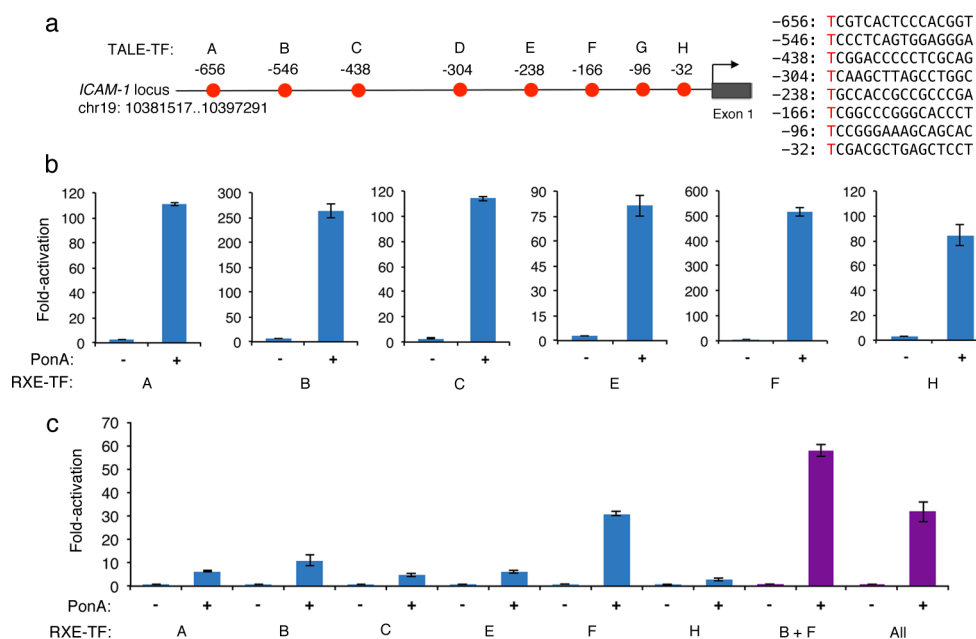 a
TALE-TF: A B C D E F G H
-656 -546 -438 -304 -238 -166 -96 -32
ICAM-1 locus
chr19: 10381517..10397291
Exon 1
−656: TCGTCACTCCCACGGT
−546: TCCCTCAGTGGAGGGA
−438: TCGGACCCCCTCGCAG
−304: TCAAGCTTAGCCTGGC
−238: TGCCACCGCCGCCCGA
−166: TCGGCCCGGGCACCCT
−96: TCCGGGAAAGCAGCAC
−32: TCGACGCTGAGCTCCT
b
Fold-activation
120
100
80
60
40
20
0
300
250
200
150
100
50
0
120
100
80
60
40
20
0
90
75
60
45
30
15
0
600
500
400
300
200
100
0
120
100
80
60
40
20
0
PonA: - + - + - + - + - + - +
RXE-TF: A B C E F H
c
Fold-activation
70
60
50
40
30
20
10
0
PonA: - + - + - + - + - + - + - + - +
RXE-TF: A B C E F H B + F All